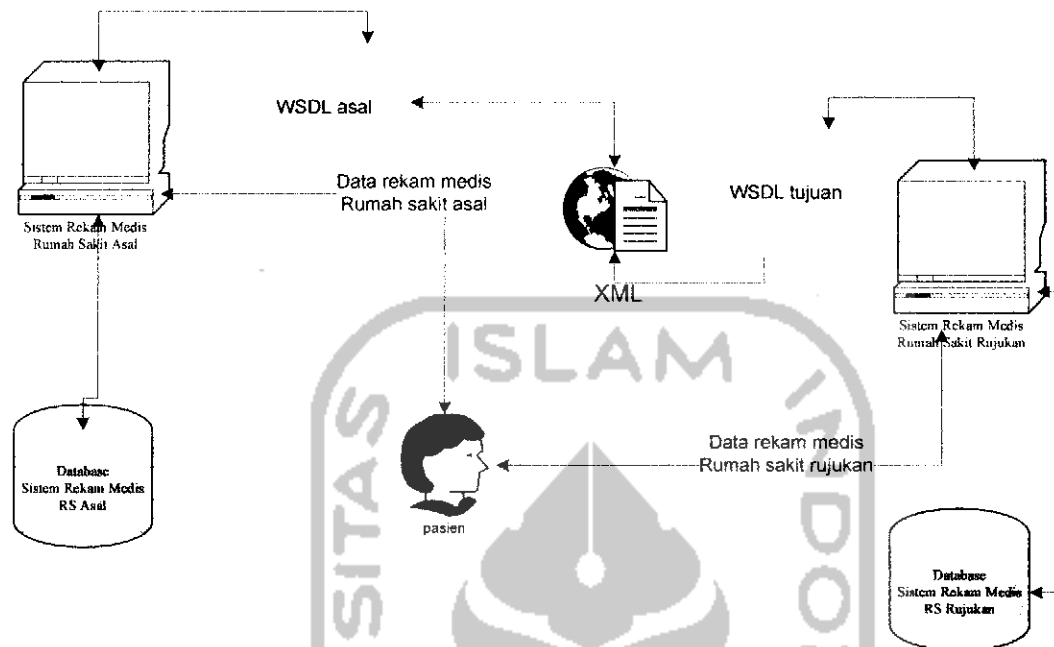 WSDL asal
Data rekam medis
Rumah sakit asal
WSDL tujuan
Sistem Rekam Medis
Rumah Sakit Asal
XML
Sistem Rekam Medis
Rumah Sakit Rujukan
ISLAM
SITAS
INDO
Database
Sistem Rekam Medis
RS Asal
Data rekam medis
Rumah sakit rujukan
pasien
Database
Sistem Rekam Medis
RS Rujukan